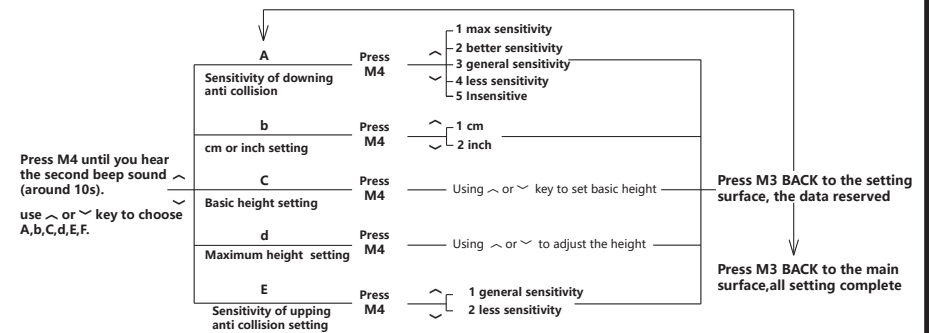 Press M4 until you hear
the second beep sound
(around 10s).
use ︿ or ﹀ key to choose
A,b,C,d,E,F.
A
Sensitivity of downing
anti collision
Press
M4
1 max sensitivity
2 better sensitivity
3 general sensitivity
4 less sensitivity
5 Insensitive
b
cm or inch setting
Press
M4
1 cm
2 inch
C
Basic height setting
Press
M4
Using ︿ or ﹀ key to set basic height
d
Maximum height setting
Press
M4
Using ︿ or ﹀ to adjust the height
E
Sensitivity of upping
anti collision setting
Press
M4
1 general sensitivity
2 less sensitivity
Press M3 BACK to the setting
surface, the data reserved
Press M3 BACK to the main
surface,all setting complete